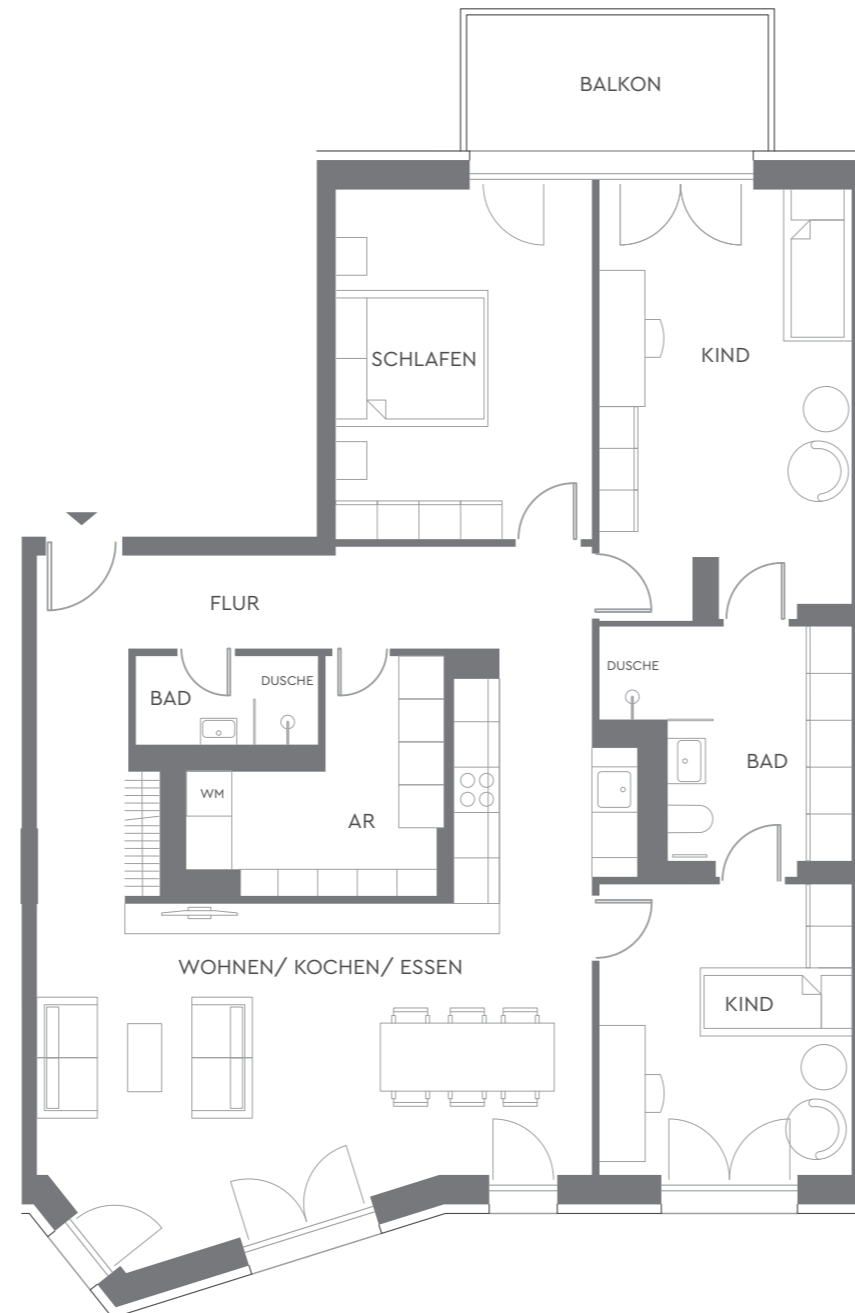 BALKON
SCHLAFEN
KIND
FLUR
BAD
DUSCHE
DUSCHE
BAD
WM
AR
WOHNEN/ KOCHEN/ ESSEN
KIND